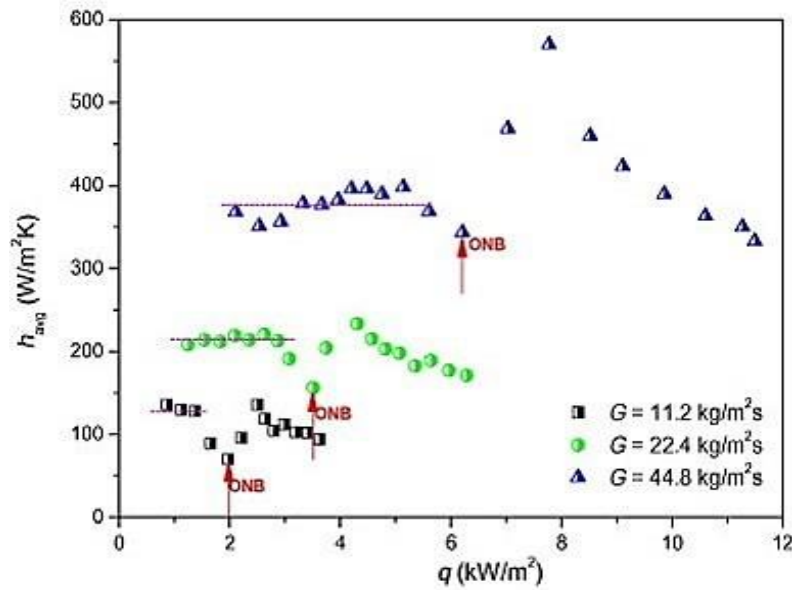 600
500
400
300
200
100
0
h_avg (W/m²K)
ONB
ONB
ONB
G = 11.2 kg/m²s
G = 22.4 kg/m²s
G = 44.8 kg/m²s
0 2 4 6 8 10 12
q (kW/m²)